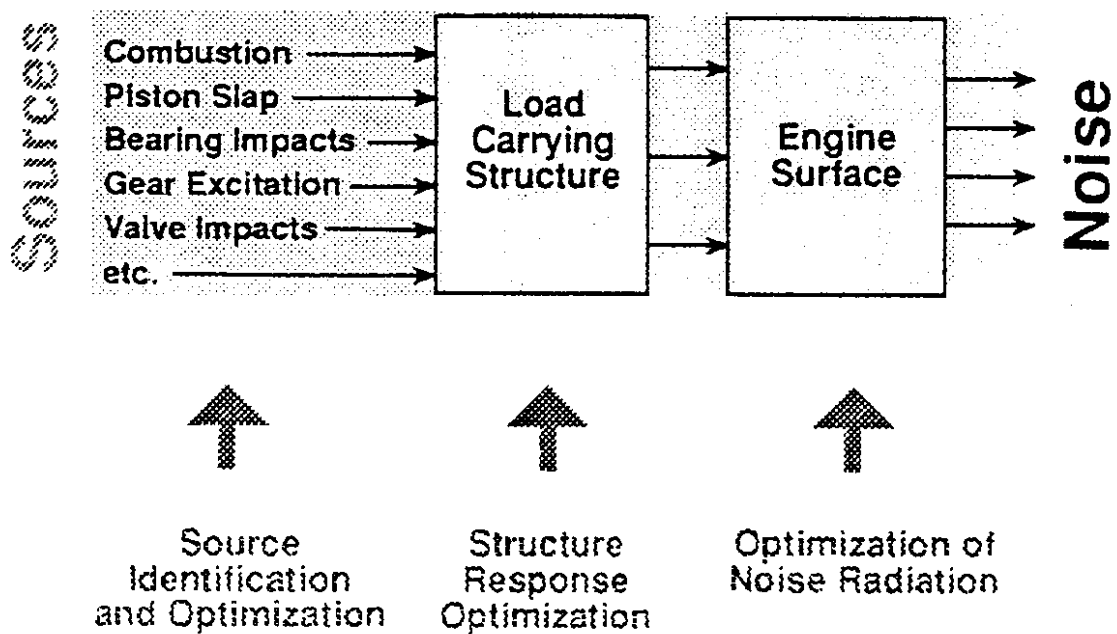 Sources
Combustion
Piston Slap
Bearing Impacts
Gear Excitation
Valve Impacts
etc.
Load
Carrying
Structure
Engine
Surface
Noise
Source
Identification
and Optimization
Structure
Response
Optimization
Optimization of
Noise Radiation